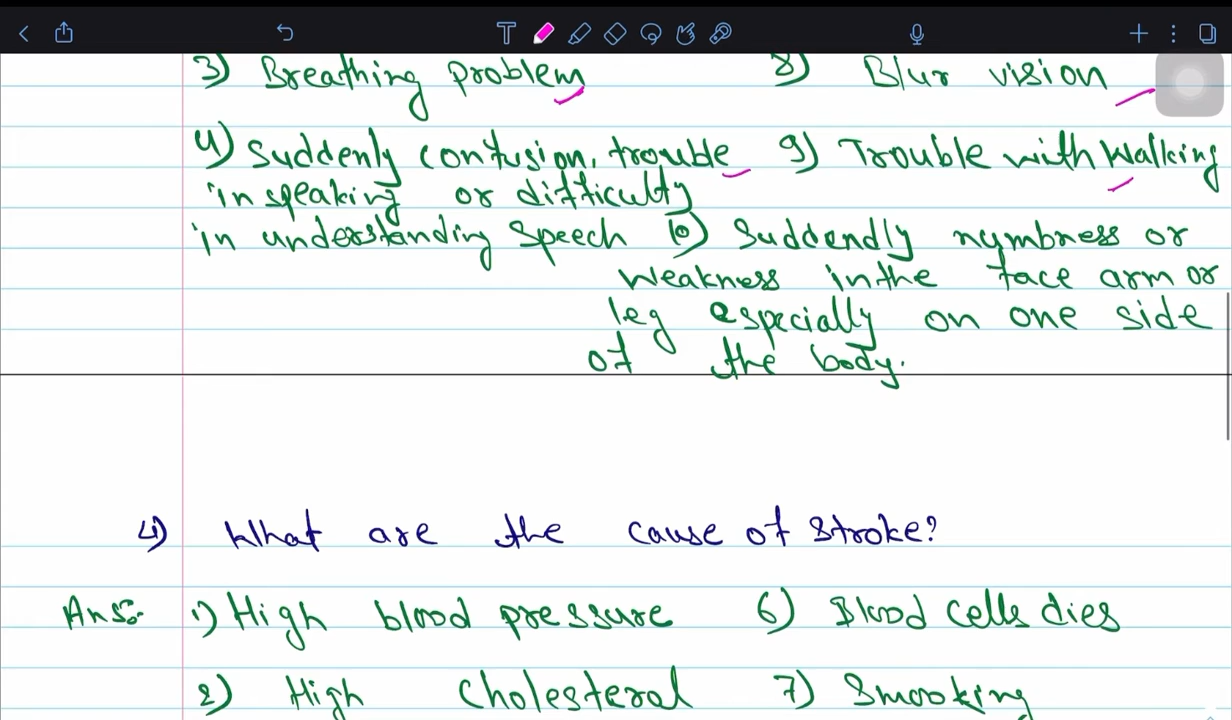 3) Breathing problem 8) Blur vision
4) Suddenly confusion, trouble 9) Trouble with walking
in speaking or difficulty
in understanding speech 10) Suddendly nymbness or
weakness in the face arm or
leg especially on one side
of the body.
4) What are the cause of stroke?
Ans:- 1) High blood pressure 6) Blood cells dies
2) High Cholesteral 7) Smooking